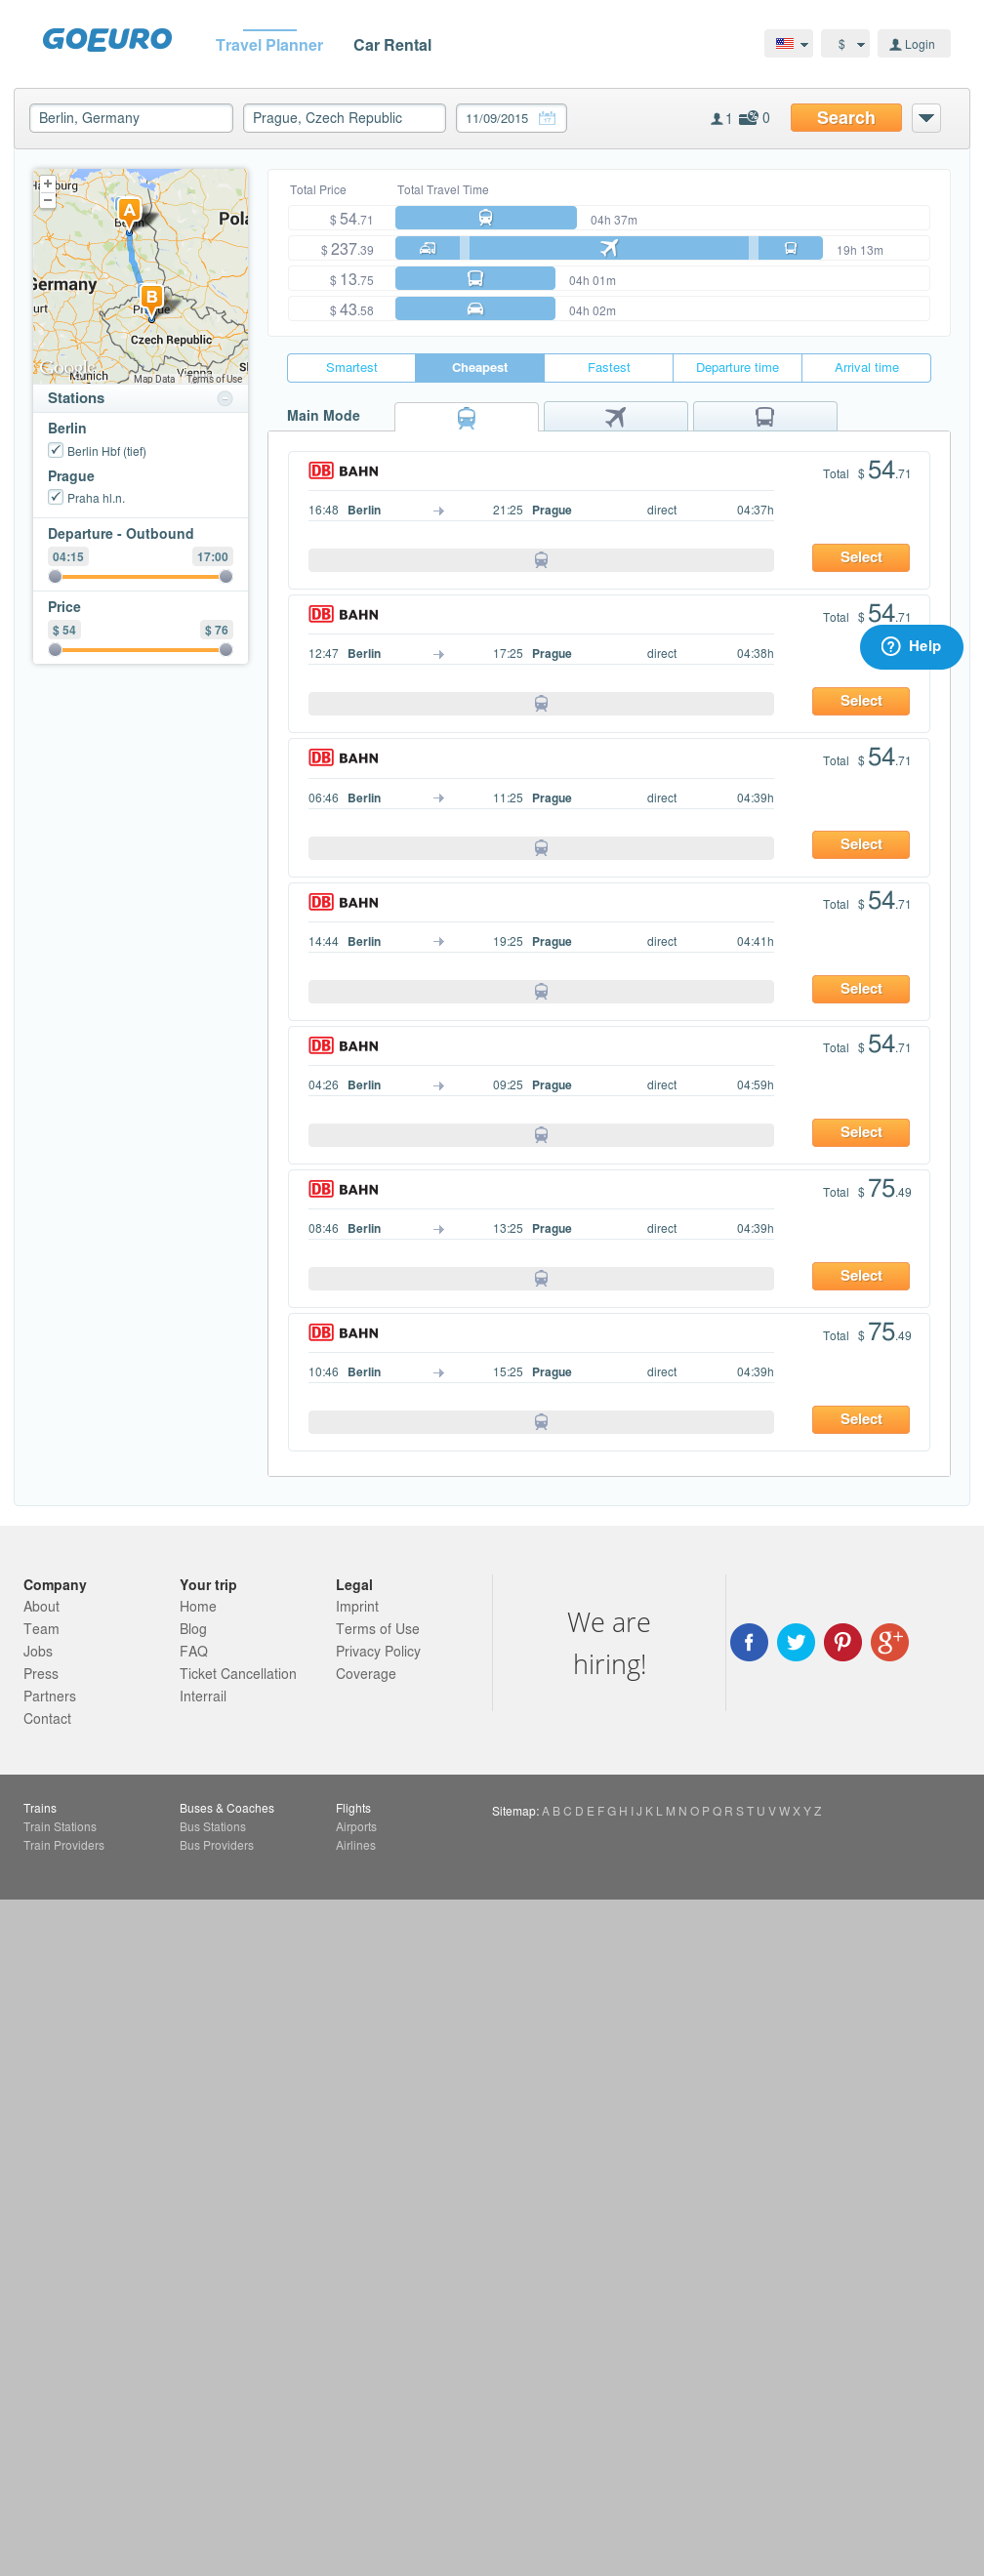 GOEURO
Travel Planner Car Rental
$ Login
Berlin, Germany Prague, Czech Republic 11/09/2015 17 1 0 Search
+
−
A
B
Germany
Prague
Czech Republic
Munich Vienna
Google
Map Data Terms of Use
Stations
Berlin
Berlin Hbf (tief)
Prague
Praha hl.n.
Departure - Outbound
04:15 17:00
Price
$ 54 $ 76
Total Price Total Travel Time
$ 54.71 04h 37m
$ 237.39 19h 13m
$ 13.75 04h 01m
$ 43.58 04h 02m
Smartest Cheapest Fastest Departure time Arrival time
Main Mode
DB BAHN Total $ 54.71
16:48 Berlin 21:25 Prague direct 04:37h
Select
DB BAHN Total $ 54.71
12:47 Berlin 17:25 Prague direct 04:38h
Help
Select
DB BAHN Total $ 54.71
06:46 Berlin 11:25 Prague direct 04:39h
Select
DB BAHN Total $ 54.71
14:44 Berlin 19:25 Prague direct 04:41h
Select
DB BAHN Total $ 54.71
04:26 Berlin 09:25 Prague direct 04:59h
Select
DB BAHN Total $ 75.49
08:46 Berlin 13:25 Prague direct 04:39h
Select
DB BAHN Total $ 75.49
10:46 Berlin 15:25 Prague direct 04:39h
Select
Company
About
Team
Jobs
Press
Partners
Contact
Your trip
Home
Blog
FAQ
Ticket Cancellation
Interrail
Legal
Imprint
Terms of Use
Privacy Policy
Coverage
We are
hiring!
Trains
Train Stations
Train Providers
Buses & Coaches
Bus Stations
Bus Providers
Flights
Airports
Airlines
Sitemap: A B C D E F G H I J K L M N O P Q R S T U V W X Y Z